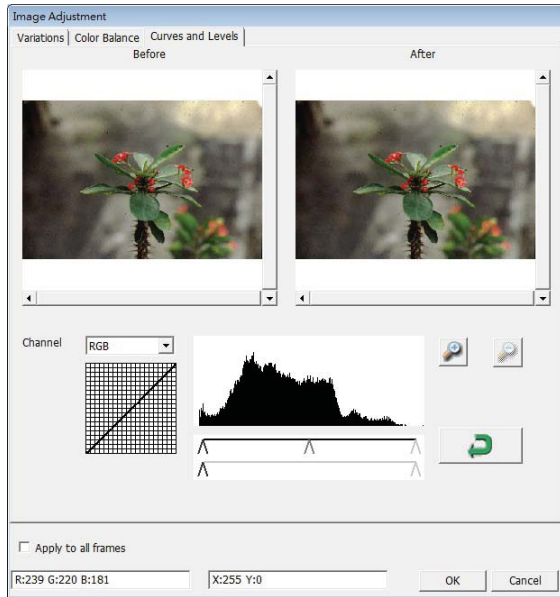 Image Adjustment
Variations Color Balance Curves and Levels
Before After
Channel RGB
Apply to all frames
R:239 G:220 B:181 X:255 Y:0 OK Cancel